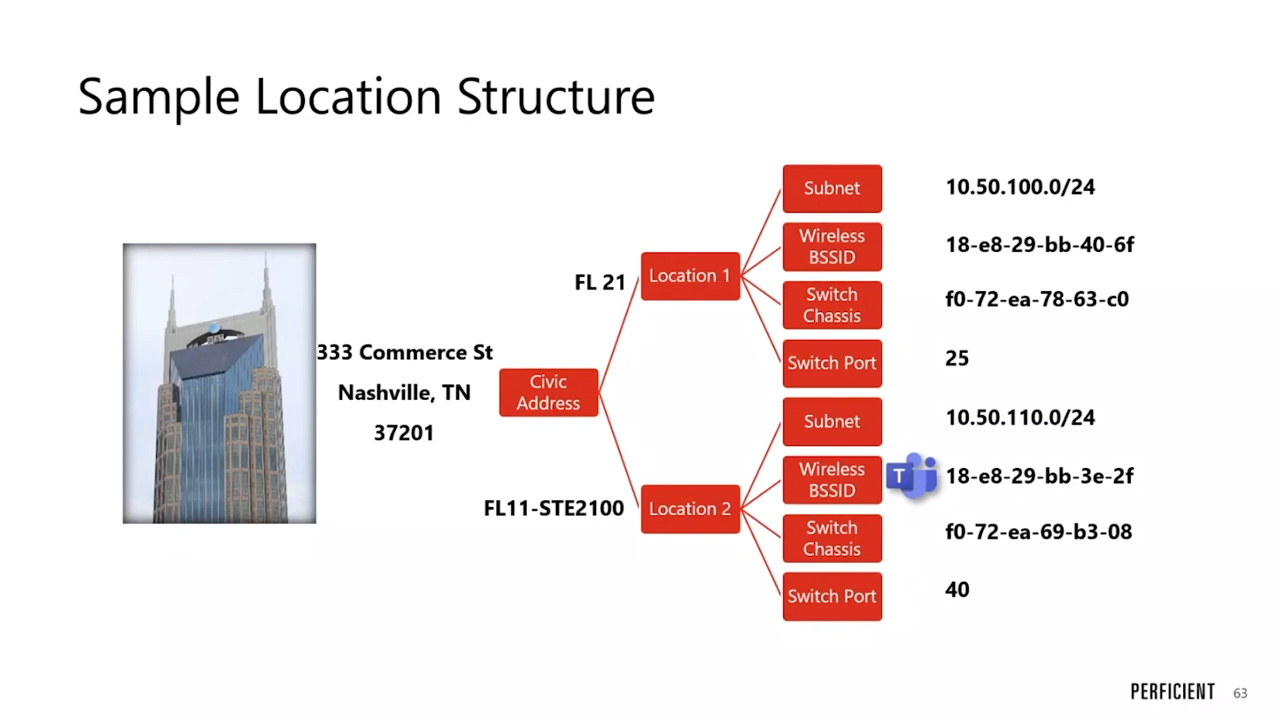 Sample Location Structure
333 Commerce St
Nashville, TN
37201
Civic
Address
FL 21
Location 1
Subnet
10.50.100.0/24
Wireless
BSSID
18-e8-29-bb-40-6f
Switch
Chassis
f0-72-ea-78-63-c0
Switch Port
25
FL11-STE2100
Location 2
Subnet
10.50.110.0/24
Wireless
BSSID
T
18-e8-29-bb-3e-2f
Switch
Chassis
f0-72-ea-69-b3-08
Switch Port
40
PERFICIENT
63